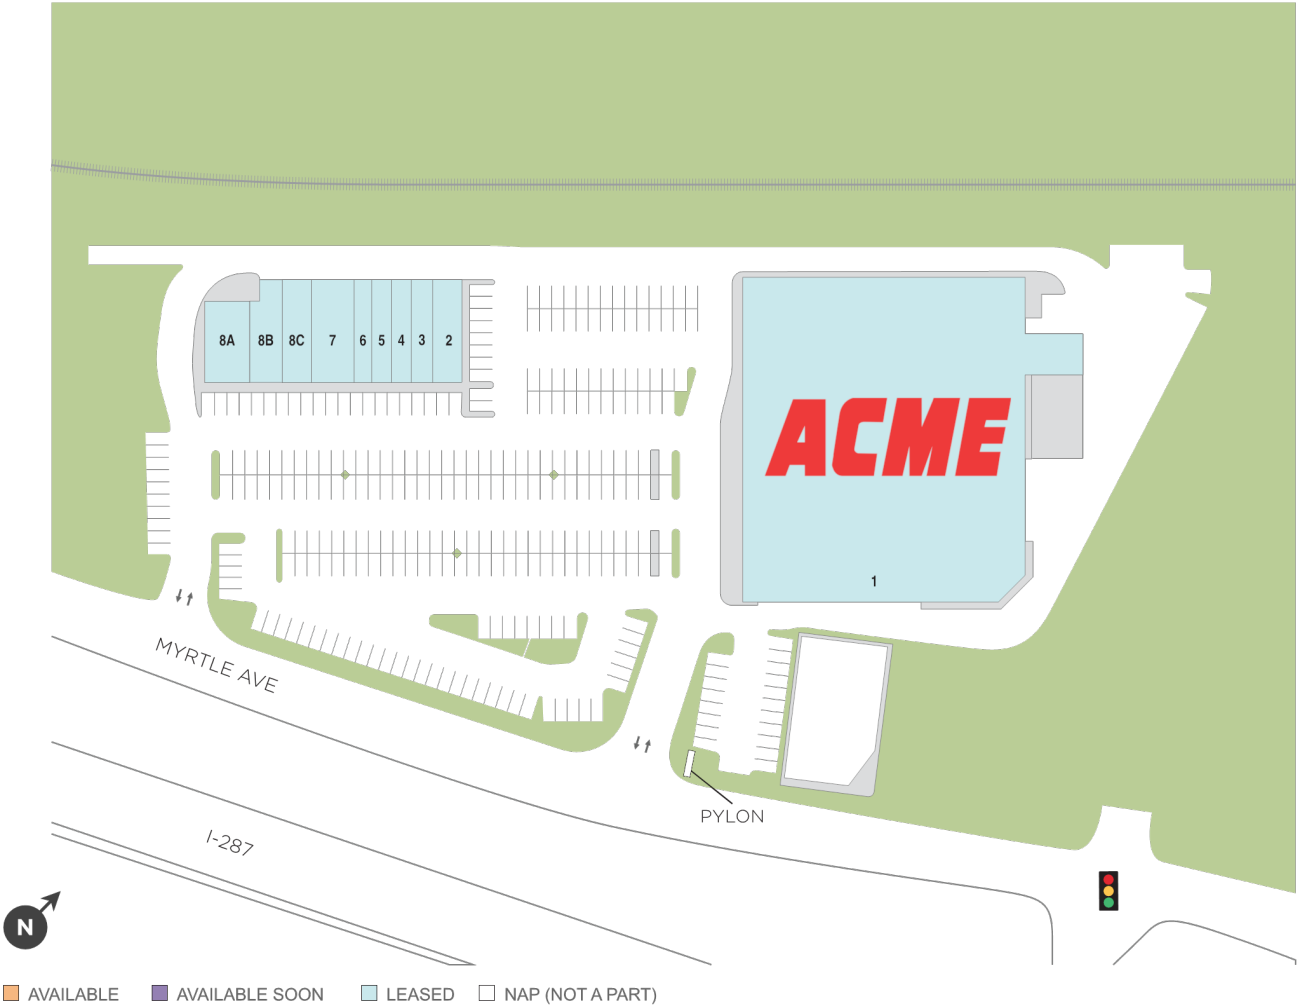 8A 8B 8C 7 6 5 4 3 2
ACME
1
MYRTLE AVE
PYLON
I-287
N
AVAILABLE AVAILABLE SOON LEASED NAP (NOT A PART)